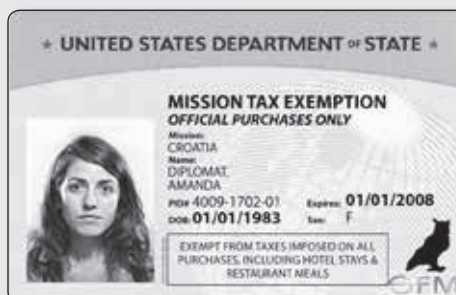 ★ UNITED STATES DEPARTMENT OF STATE ★
MISSION TAX EXEMPTION
OFFICIAL PURCHASES ONLY
Mission:
CROATIA
Name:
DIPLOMAT,
AMANDA
PID# 4009-1702-01 Expires: 01/01/2008
DOB: 01/01/1983 Sex: F
EXEMPT FROM TAXES IMPOSED ON ALL
PURCHASES, INCLUDING HOTEL STAYS &
RESTAURANT MEALS
OFM